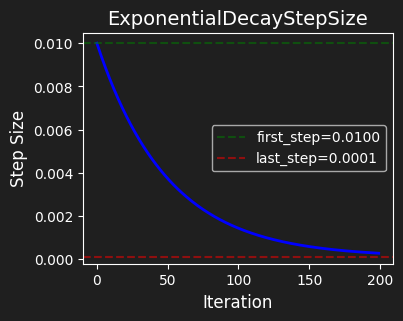 ExponentialDecayStepSize
Step Size
0.010
0.008
0.006
0.004
0.002
0.000
first_step=0.0100
last_step=0.0001
0
50
100
150
200
Iteration